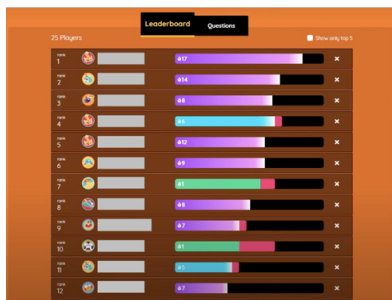 Leaderboard
Questions
25 Players
Show only top 5
rank
1
17
rank
2
14
rank
3
8
rank
4
6
rank
5
12
rank
6
9
rank
7
1
rank
8
8
rank
9
7
rank
10
1
rank
11
5
rank
12
7